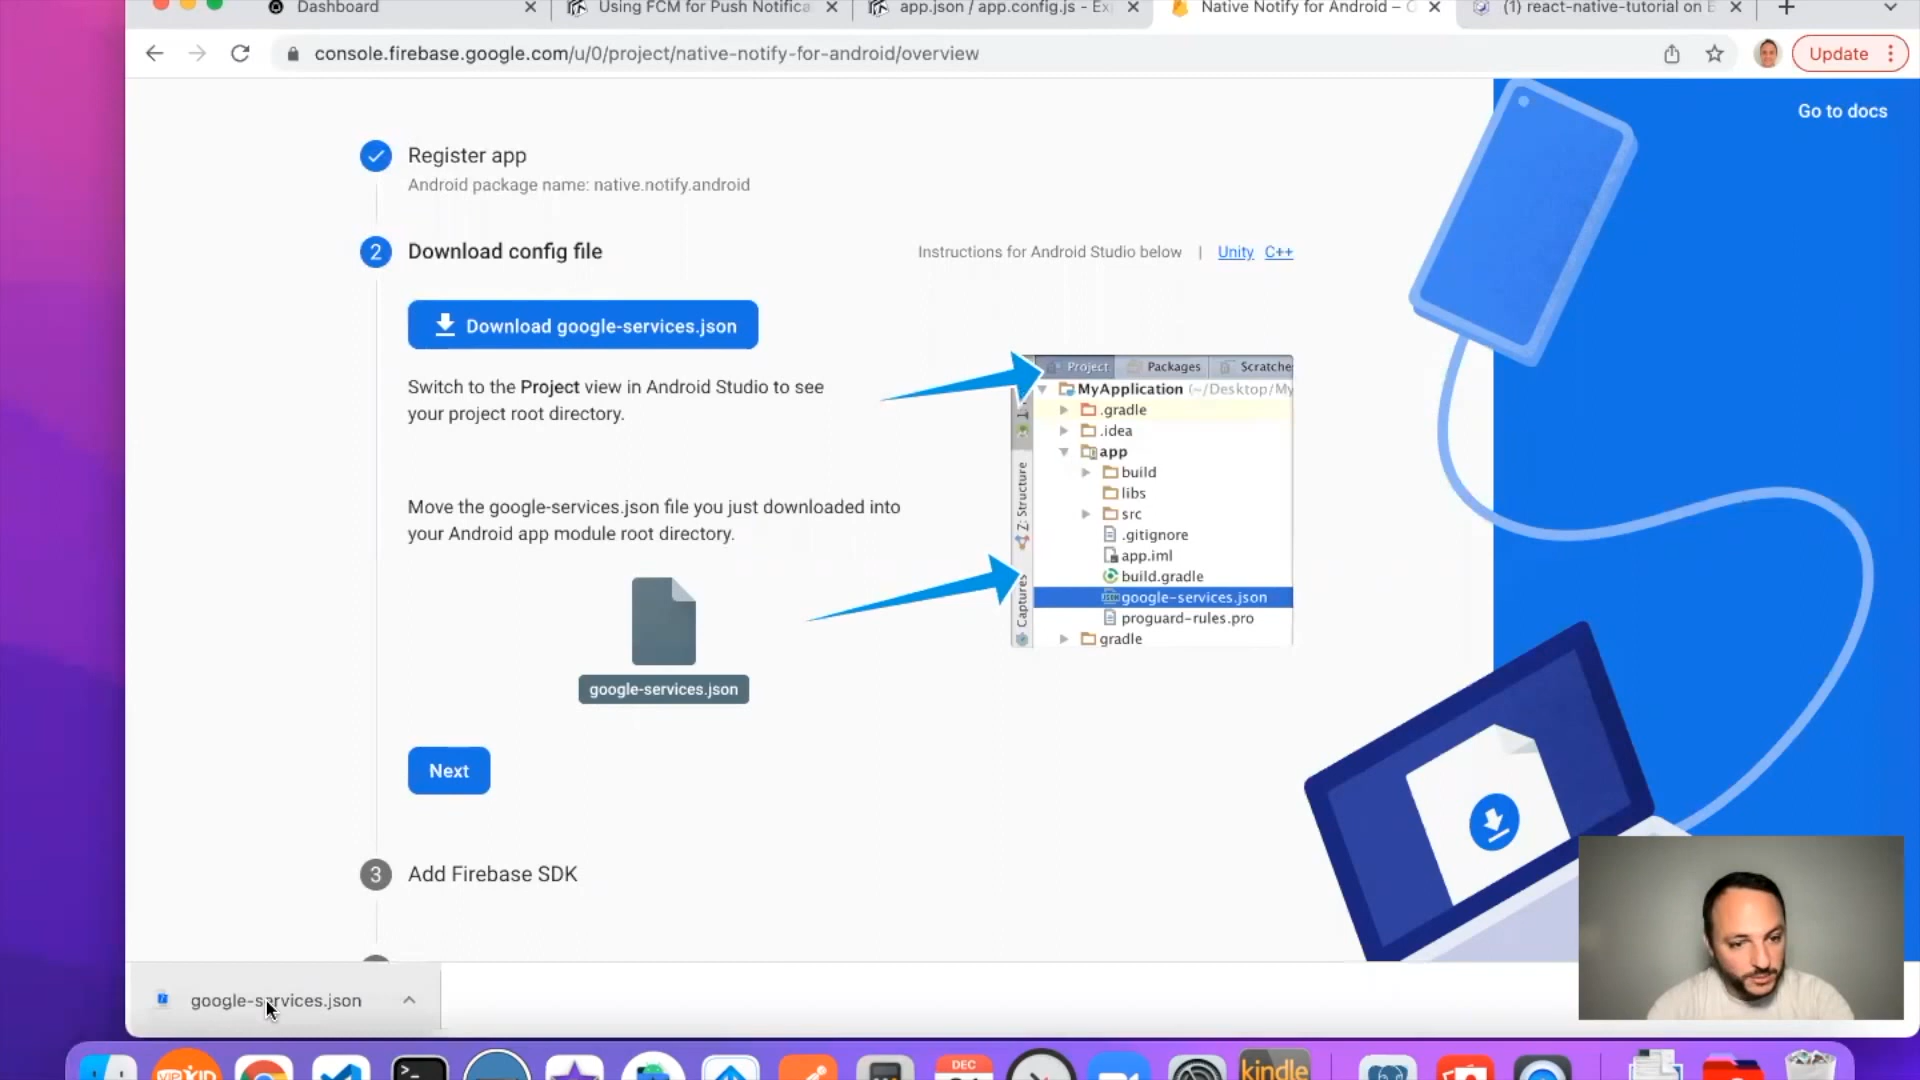 Dashboard
Using FCM for Push Notifica
app.json / app.config.js - Ex
Native Notify for Android –
(1) react-native-tutorial on E
console.firebase.google.com/u/0/project/native-notify-for-android/overview
Update
Go to docs
Register app
Android package name: native.notify.android
2
Download config file
Instructions for Android Studio below | Unity C++
Download google-services.json
Switch to the Project view in Android Studio to see
your project root directory.
Move the google-services.json file you just downloaded into
your Android app module root directory.
google-services.json
Project
Packages
Scratche
MyApplication (~/Desktop/My
.gradle
.idea
app
build
libs
src
.gitignore
app.iml
build.gradle
google-services.json
proguard-rules.pro
gradle
Z: Structure
Captures
Next
3
Add Firebase SDK
google-services.json
VIPKID
DEC
kindle